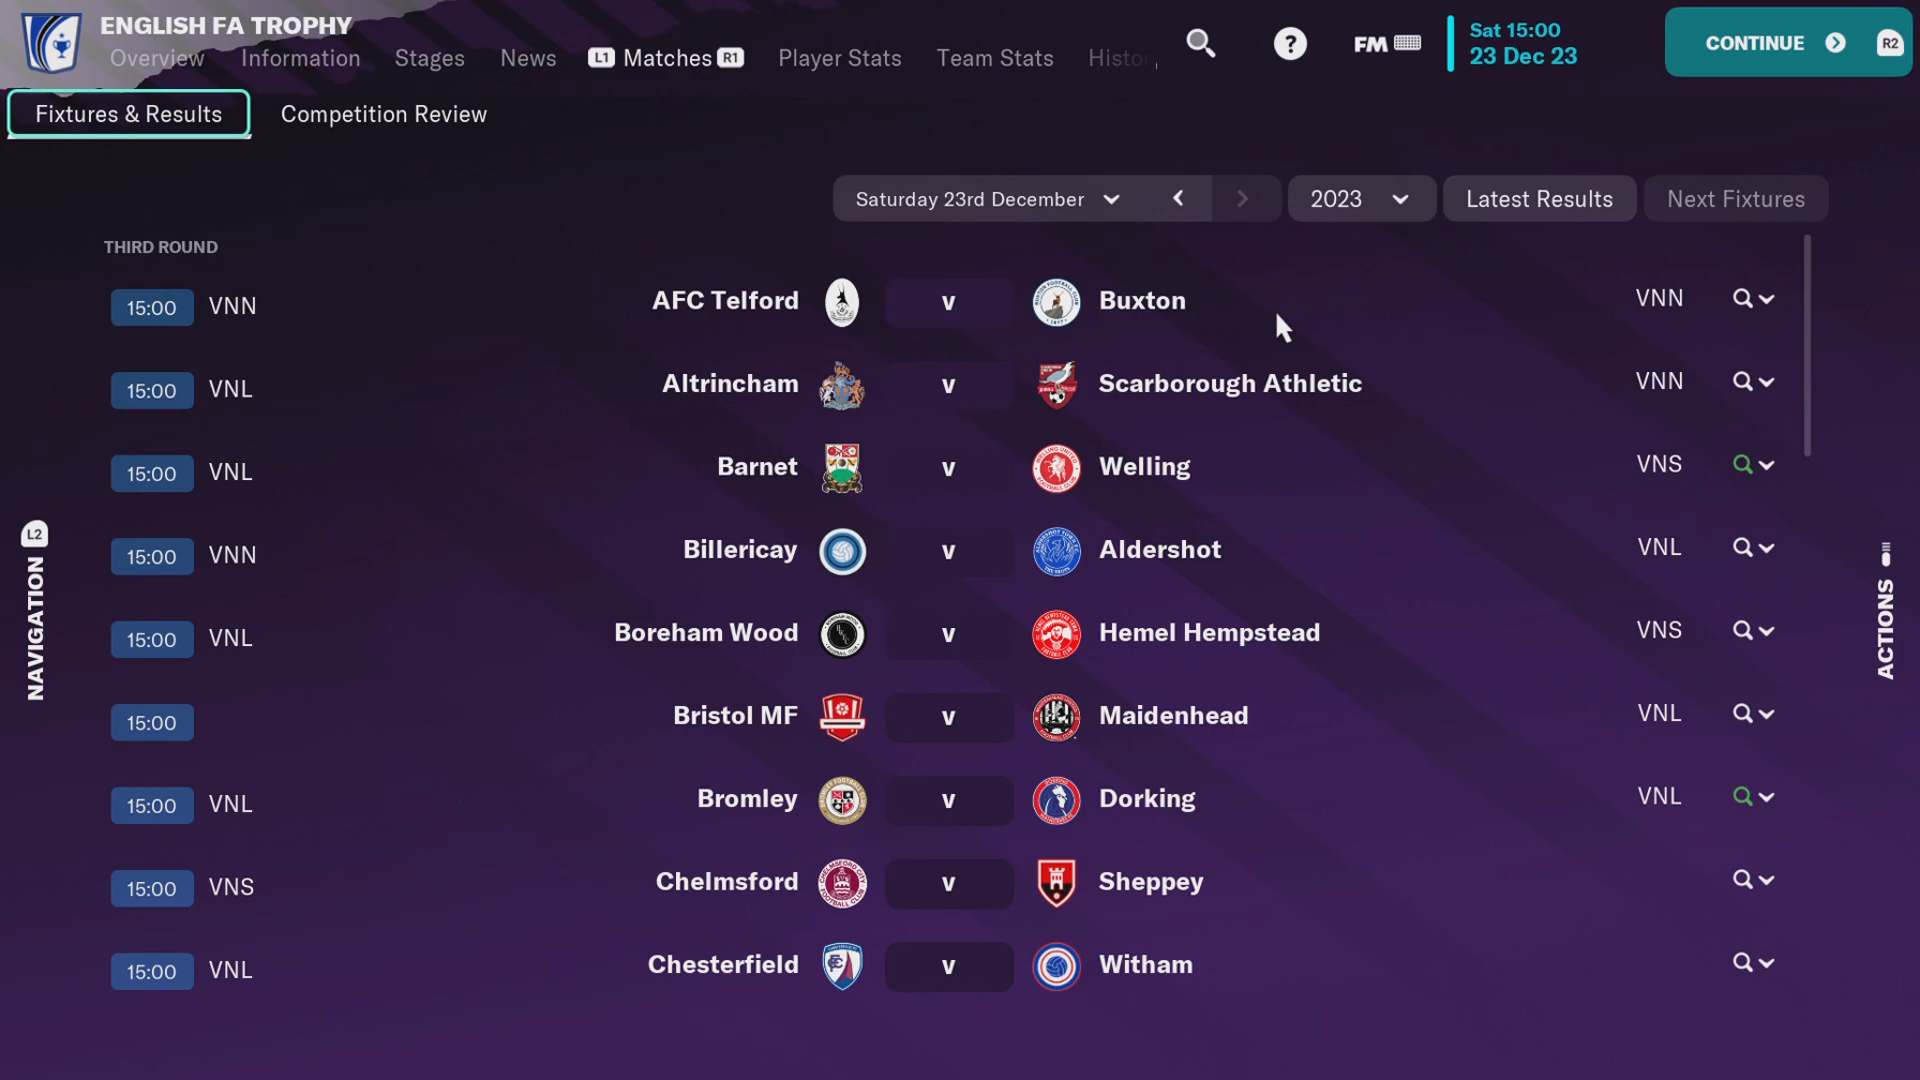 ENGLISH FA TROPHY
Overview Information Stages News L1 Matches R1 Player Stats Team Stats Histor
? FM Sat 15:00
23 Dec 23
CONTINUE R2
Fixtures & Results Competition Review
Saturday 23rd December 2023 Latest Results Next Fixtures
THIRD ROUND
15:00 VNN AFC Telford v Buxton VNN
15:00 VNL Altrincham v Scarborough Athletic VNN
15:00 VNL Barnet v Welling VNS
15:00 VNN Billericay v Aldershot VNL
15:00 VNL Boreham Wood v Hemel Hempstead VNS
15:00 Bristol MF v Maidenhead VNL
15:00 VNL Bromley v Dorking VNL
15:00 VNS Chelmsford v Sheppey
15:00 VNL Chesterfield v Witham
NAVIGATION L2
ACTIONS